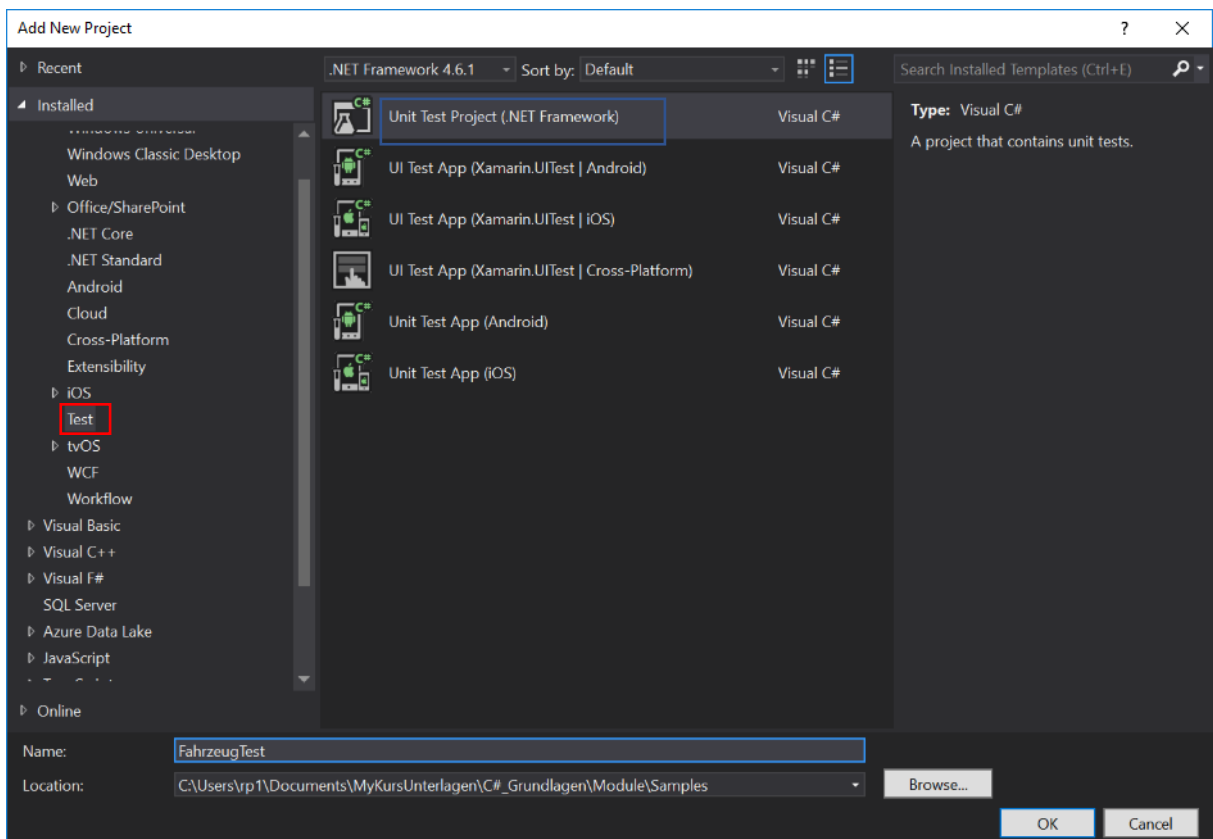 Add New Project
?
Recent
.NET Framework 4.6.1
Sort by: Default
Search Installed Templates (Ctrl+E)
Installed
Windows Universal
Windows Classic Desktop
Web
Office/SharePoint
.NET Core
.NET Standard
Android
Cloud
Cross-Platform
Extensibility
iOS
Test
tvOS
WCF
Workflow
Visual Basic
Visual C++
Visual F#
SQL Server
Azure Data Lake
JavaScript
Online
C# Unit Test Project (.NET Framework) Visual C#
C# UI Test App (Xamarin.UITest | Android) Visual C#
C# UI Test App (Xamarin.UITest | iOS) Visual C#
UI Test App (Xamarin.UITest | Cross-Platform) Visual C#
C# Unit Test App (Android) Visual C#
C# Unit Test App (iOS) Visual C#
Type: Visual C#
A project that contains unit tests.
Name: FahrzeugTest
Location: C:\Users\rp1\Documents\MyKursUnterlagen\C#_Grundlagen\Module\Samples
Browse...
OK
Cancel